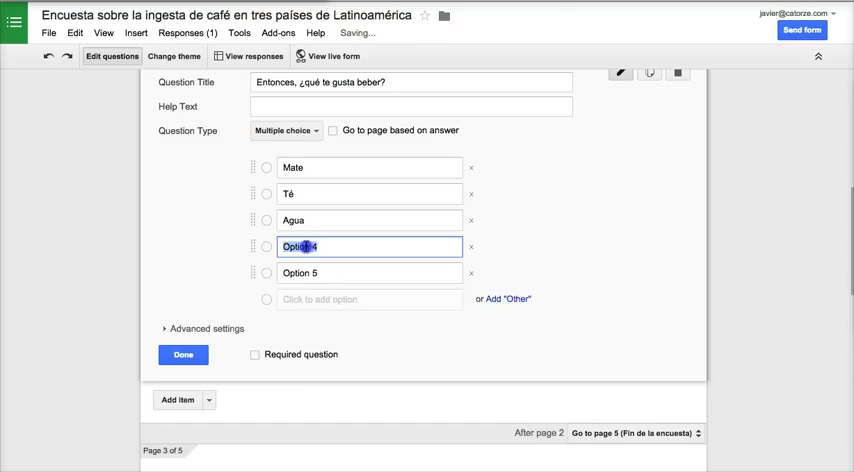 Encuesta sobre la ingesta de café en tres países de Latinoamérica
javier@catorze.com
File Edit View Insert Responses (1) Tools Add-ons Help Saving...
Send form
Edit questions Change theme View responses View live form
Question Title Entonces, ¿qué te gusta beber?
Help Text
Question Type Multiple choice Go to page based on answer
Mate x
Té x
Agua x
Option 4 x
Option 5 x
Click to add option or Add "Other"
Advanced settings
Done Required question
Add item
After page 2 Go to page 5 (Fin de la encuesta)
Page 3 of 5